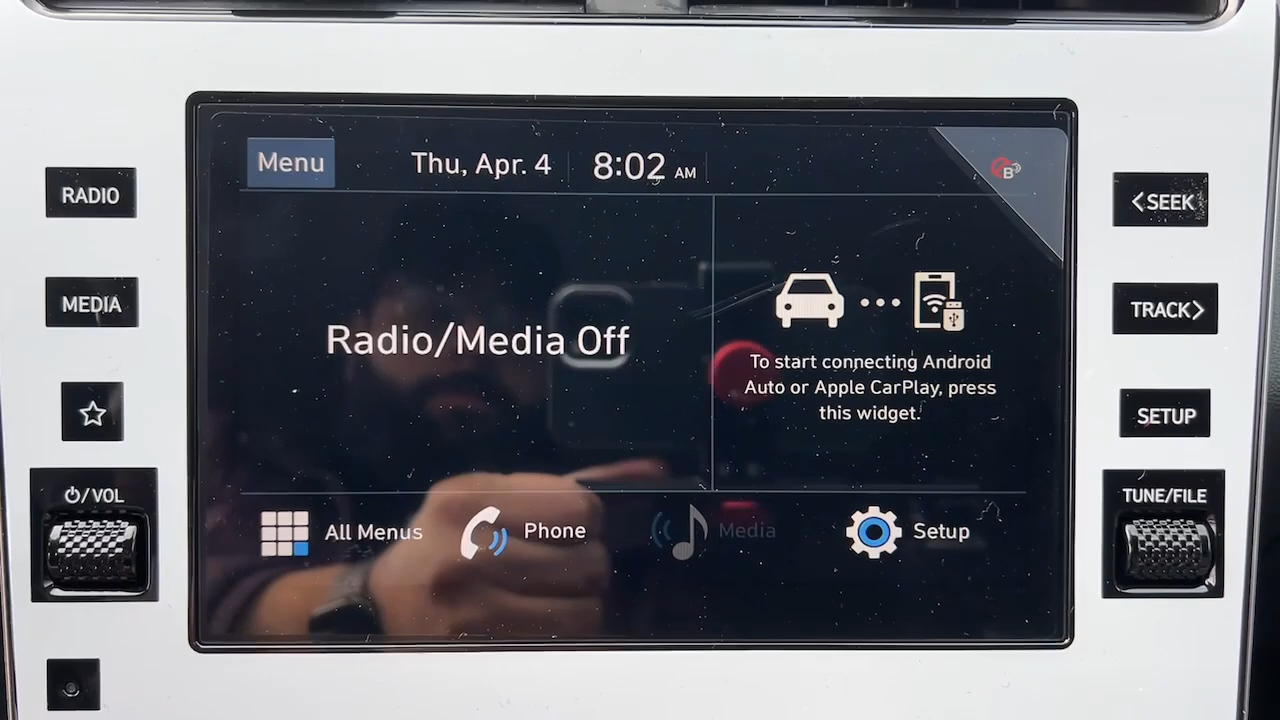 Menu
Thu, Apr. 4
8:02 AM
B
RADIO
MEDIA
/VOL
Radio/Media Off
To start connecting Android
Auto or Apple CarPlay, press
this widget.
All Menus
Phone
Media
Setup
<SEEK
TRACK>
SETUP
TUNE/FILE